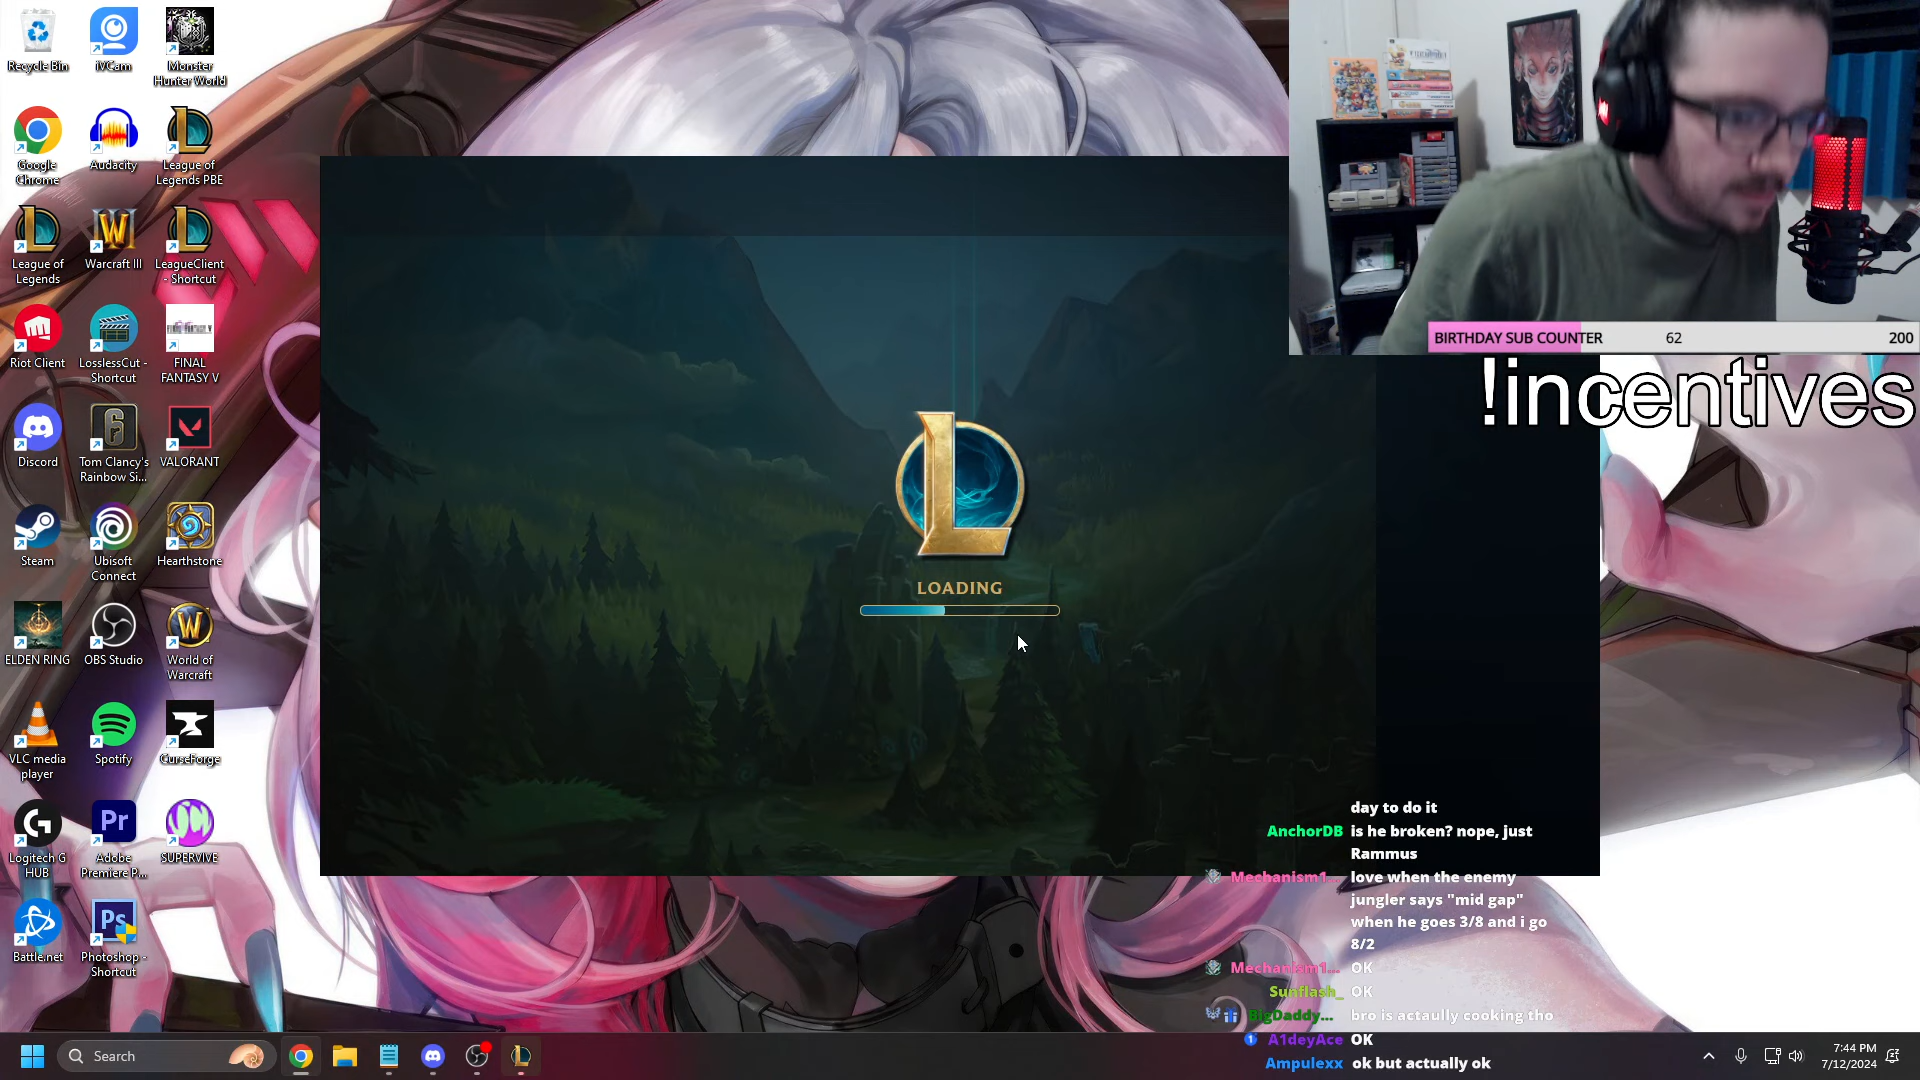 Recycle Bin
iVCam
Monster
Hunter World
Google
Chrome
Audacity
League of
Legends PBE
League of
Legends
Warcraft III
LeagueClient
- Shortcut
Riot Client
LosslessCut -
Shortcut
FINAL
FANTASY V
Discord
Tom Clancy's
Rainbow Si...
VALORANT
Steam
Ubisoft
Connect
Hearthstone
ELDEN RING
OBS Studio
World of
Warcraft
VLC media
player
Spotify
CurseForge
Logitech G
HUB
Adobe
Premiere P...
SUPERVIVE
Battle.net
Photoshop -
Shortcut
LOADING
BIRTHDAY SUB COUNTER 62 200
!incentives
day to do it
AnchorDB is he broken? nope, just
Rammus
Mechanism1... love when the enemy
jungler says "mid gap"
when he goes 3/8 and i go
8/2
Mechanism1... OK
Sunflash_ OK
BigDaddy... bro is actaully cooking tho
A1deyAce OK
Ampulexx ok but actually ok
Search
7:44 PM
7/12/2024